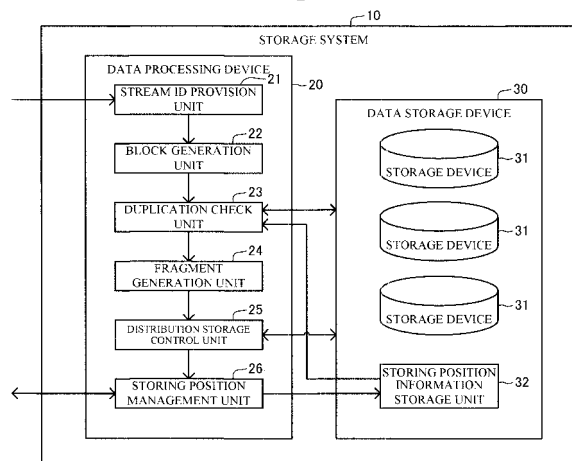 10
STORAGE SYSTEM
DATA PROCESSING DEVICE
20
21
STREAM ID PROVISION
UNIT
22
BLOCK GENERATION
UNIT
23
DUPLICATION CHECK
UNIT
24
FRAGMENT
GENERATION UNIT
25
DISTRIBUTION STORAGE
CONTROL UNIT
26
STORING POSITION
MANAGEMENT UNIT
30
DATA STORAGE DEVICE
31
STORAGE DEVICE
31
STORAGE DEVICE
31
STORAGE DEVICE
STORING POSITION
INFORMATION
STORAGE UNIT
32